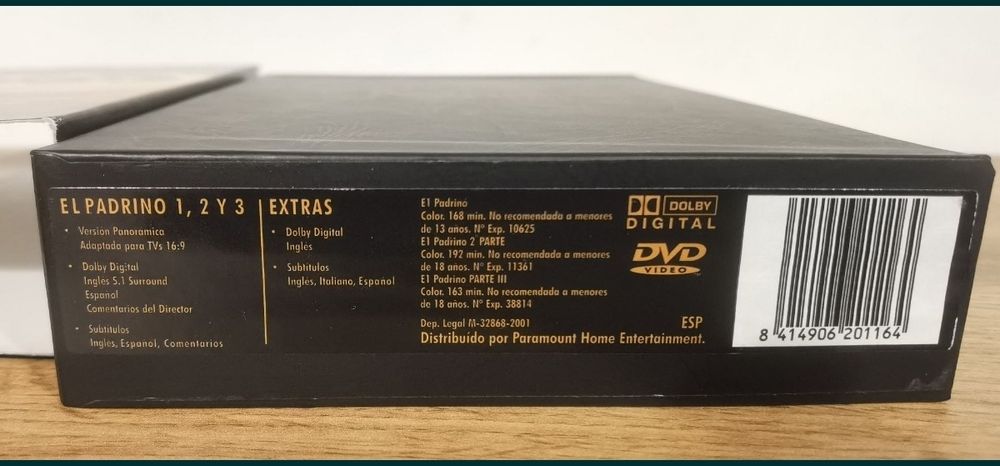 EL PADRINO 1, 2 Y 3
• Versión Panoramica
Adaptada para TVs 16:9
• Dolby Digital
Ingles 5.1 Surround
Español
Comentarios del Director
• Subtitulos
Ingles, Español, Comentarios
EXTRAS
• Dolby Digital
Inglés
• Subtitulos
Ingles, Italiano, Español
El Padrino
Color. 168 min. No recomendada a menores
de 13 años. Nº Exp. 10625
El Padrino 2 PARTE
Color. 192 min. No recomendada a menores
de 18 años. Nº Exp. 11361
El Padrino PARTE III
Color. 163 min. No recomendada a menores
de 18 años. Nº Exp. 38814
Dep. Legal M-32868-2001
ESP
Distribuído por Paramount Home Entertainment.
DOLBY
DIGITAL
DVD
VIDEO
8 414906 201164